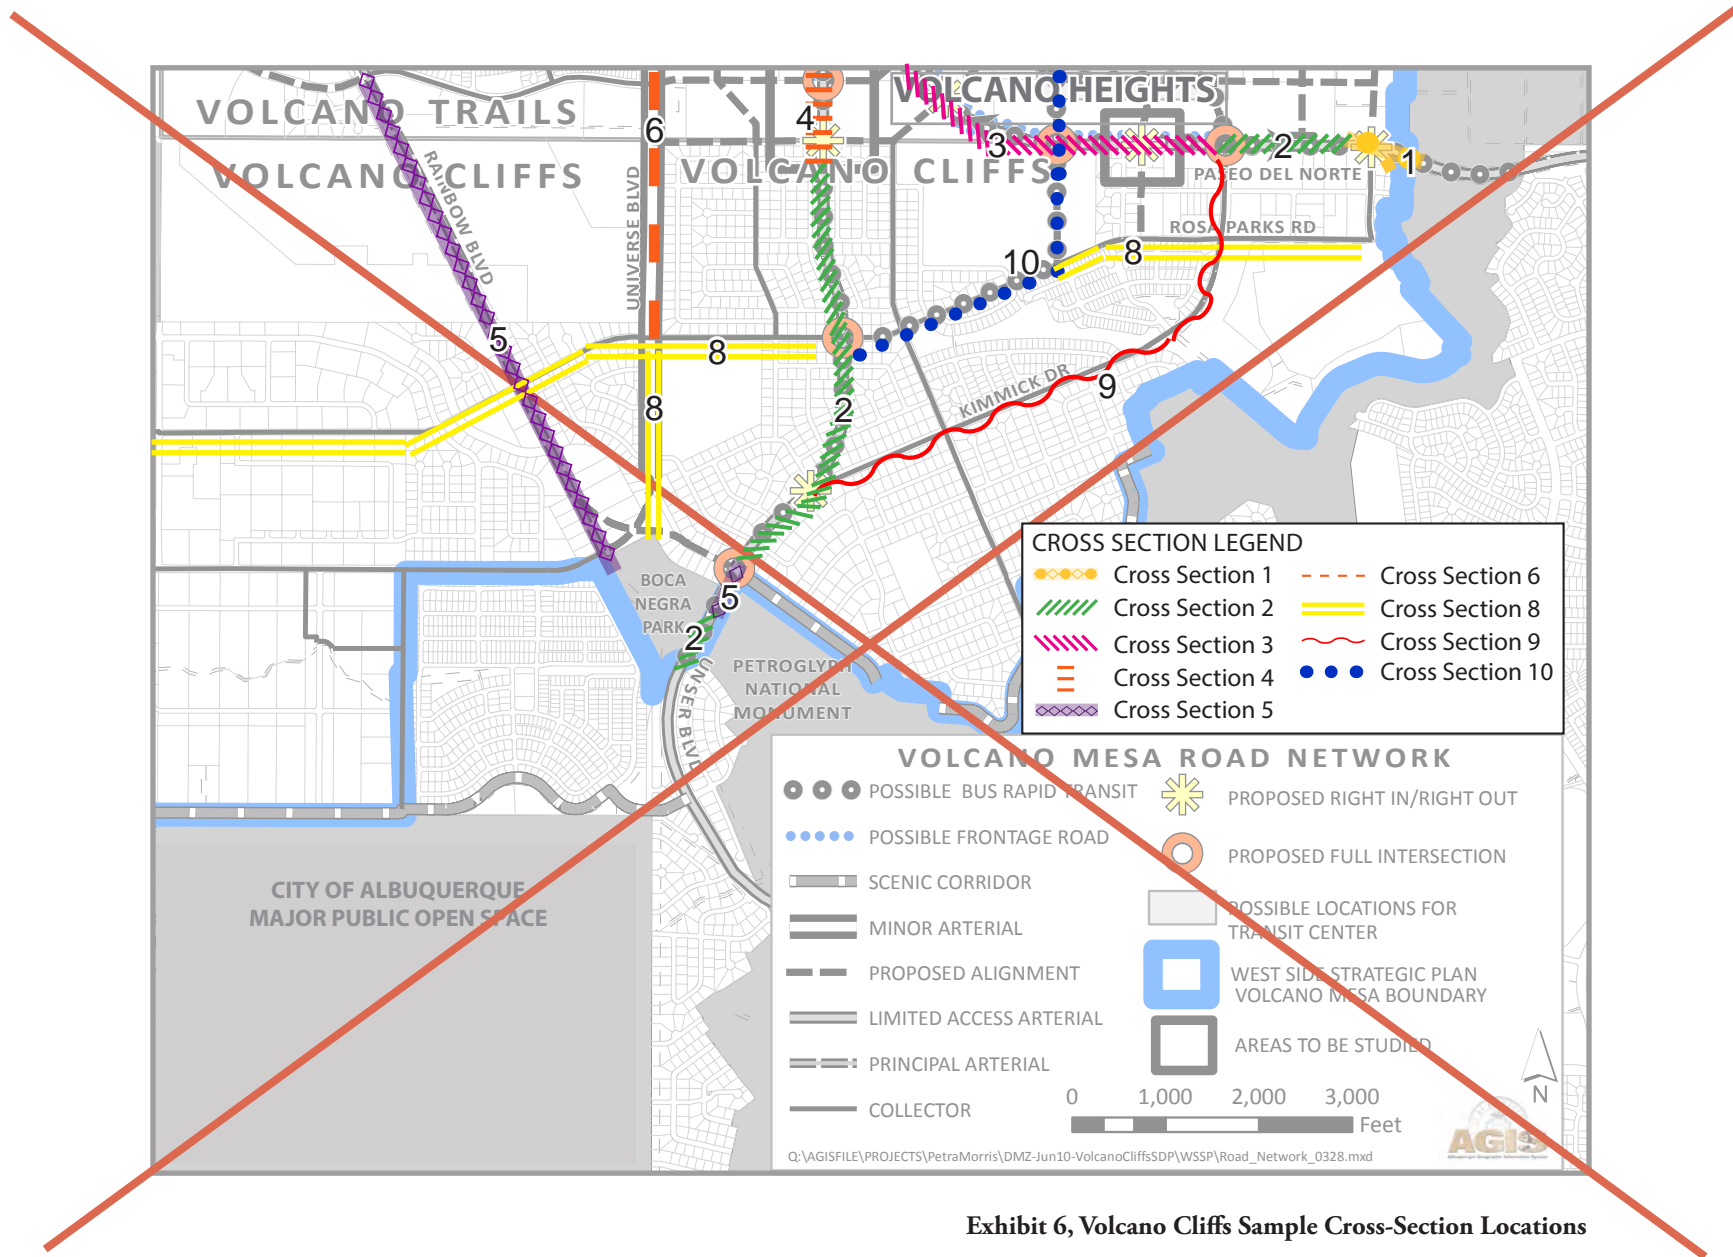 VOLCANO TRAILS
VOLCANO HEIGHTS
VOLCANO CLIFFS
VOLCANO CLIFFS
6
4
3
2
1
PASEO DEL NORTE
RAINBOW BLVD
UNIVERSE BLVD
ROSA PARKS RD
10
8
5
8
8
2
KIMMICK DR
9
BOCA
NEGRA
PARK
5
2
UNSER BLVD
PETROGLYPH
NATIONAL
MONUMENT
CITY OF ALBUQUERQUE
MAJOR PUBLIC OPEN SPACE
CROSS SECTION LEGEND
Cross Section 1
Cross Section 2
Cross Section 3
Cross Section 4
Cross Section 5
Cross Section 6
Cross Section 8
Cross Section 9
Cross Section 10
VOLCANO MESA ROAD NETWORK
POSSIBLE BUS RAPID TRANSIT
POSSIBLE FRONTAGE ROAD
SCENIC CORRIDOR
MINOR ARTERIAL
PROPOSED ALIGNMENT
LIMITED ACCESS ARTERIAL
PRINCIPAL ARTERIAL
COLLECTOR
PROPOSED RIGHT IN/RIGHT OUT
PROPOSED FULL INTERSECTION
POSSIBLE LOCATIONS FOR
TRANSIT CENTER
WEST SIDE STRATEGIC PLAN
VOLCANO MESA BOUNDARY
AREAS TO BE STUDIED
0 1,000 2,000 3,000
Feet
N
AGIS
Q:\AGISFILE\PROJECTS\PetraMorris\DMZ-Jun10-VolcanoCliffsSDP\WSSP\Road_Network_0328.mxd
Exhibit 6, Volcano Cliffs Sample Cross-Section Locations